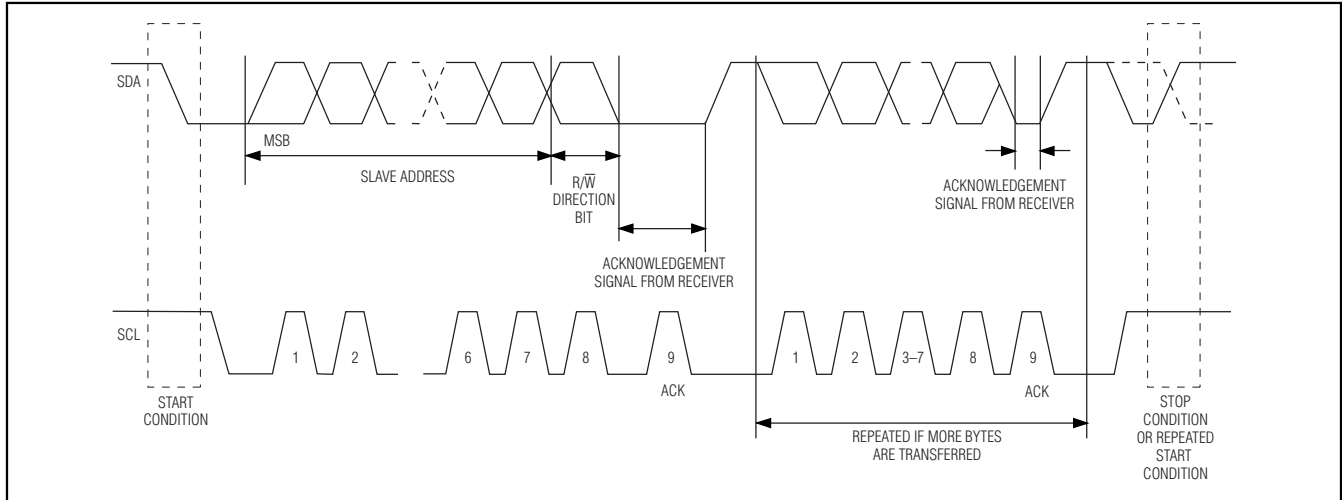 SDA
MSB
SLAVE ADDRESS
R/W̅
DIRECTION
BIT
ACKNOWLEDGEMENT
SIGNAL FROM RECEIVER
ACKNOWLEDGEMENT
SIGNAL FROM RECEIVER
SCL
1 2 6 7 8 9 1 2 3–7 8 9
ACK ACK
START
CONDITION
REPEATED IF MORE BYTES
ARE TRANSFERRED
STOP
CONDITION
OR REPEATED
START
CONDITION